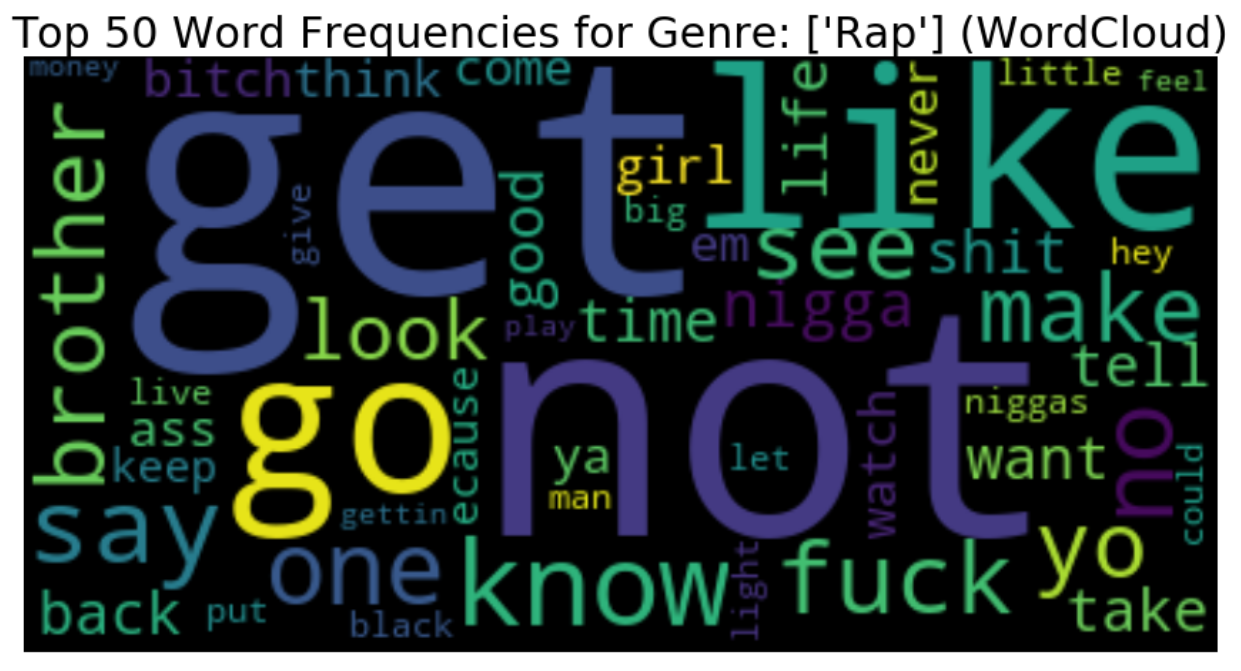 Top 50 Word Frequencies for Genre: ['Rap'] (WordCloud)
money
bitch
think
come
little
feel
get
like
life
never
girl
big
give
good
brother
em
see
shit
hey
look
play
time
nigga
make
tell
live
ass
keep
go
ecause
not
ya
man
let
watch
niggas
want
no
could
say
gettin
one
know
light
fuck
yo
take
back
put
black